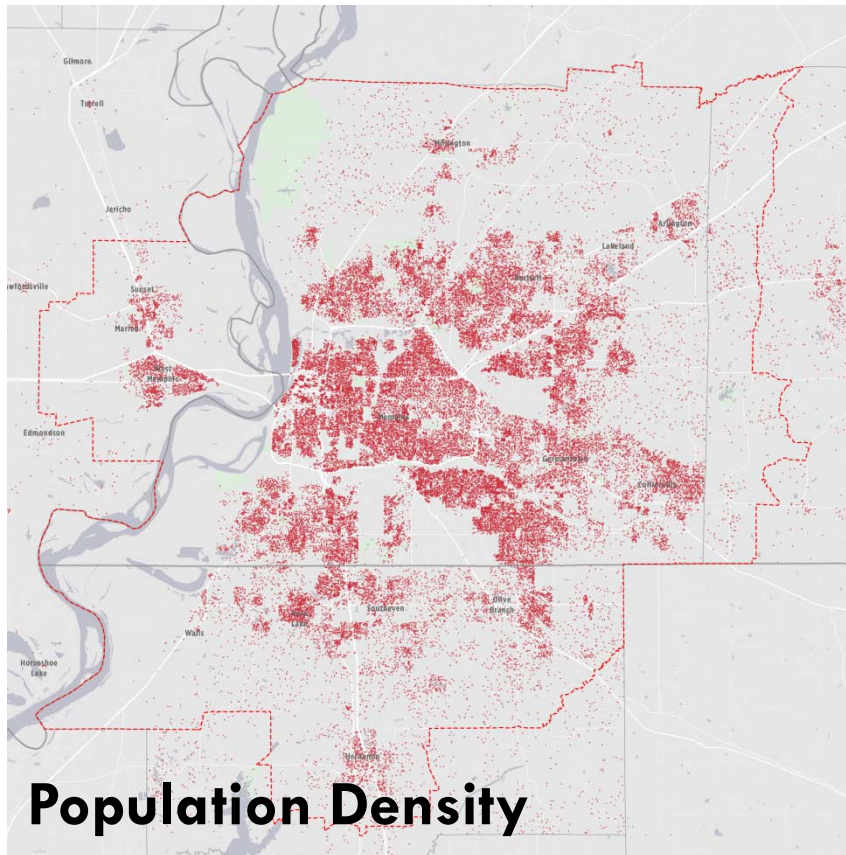 Gilmore
Turrell
Millington
Jericho
Arlington
Lakeland
Bartlett
Sunset
Marion
West
Memphis
Memphis
Edmondson
Germantown
Collierville
Olive
Branch
Southaven
Horn
Lake
Walls
Horseshoe
Lake
Hernando
Population Density